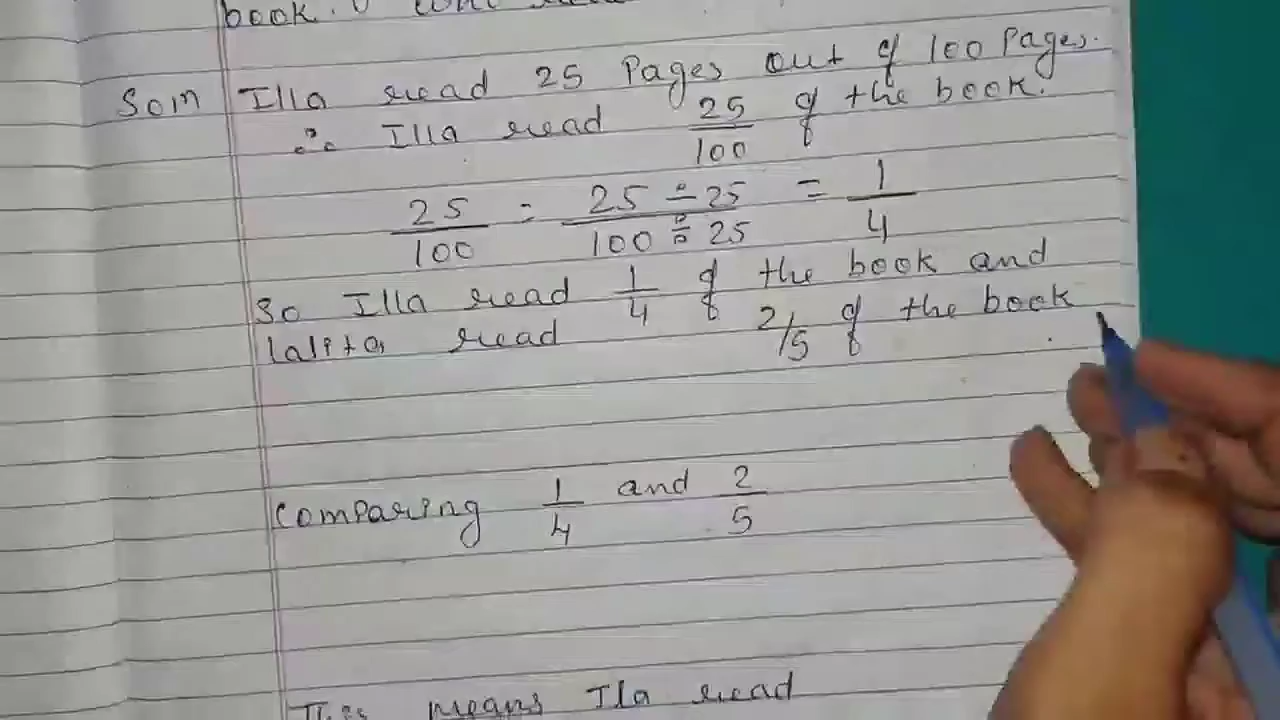 book.
Soln Illa read 25 Pages out of 100 Pages.
∴ Illa read 25/100 of the book.
25/100 = 25 ÷ 25/100 ÷ 25 = 1/4
So Illa read 1/4 of the book and
lalita read 2/5 of the book
comparing 1/4 and 2/5
This means Ila read